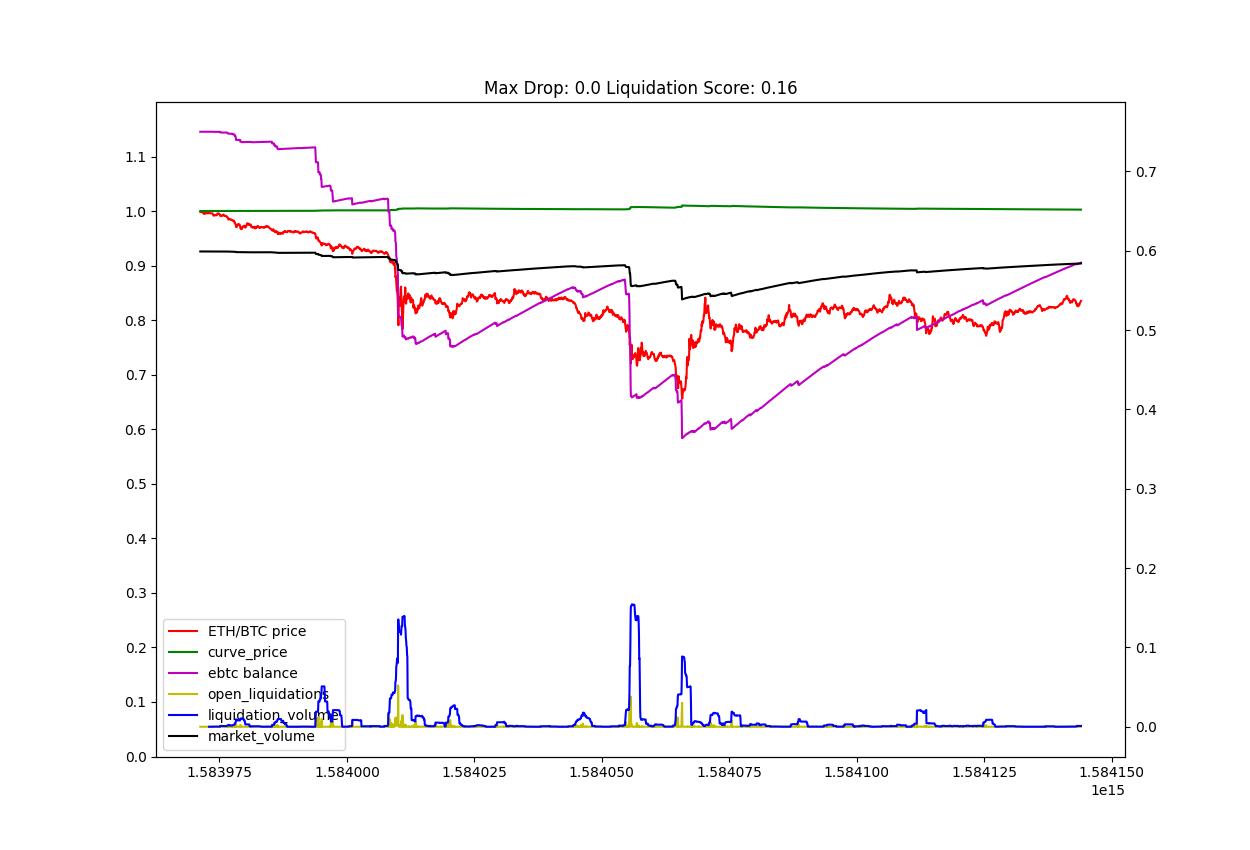 Max Drop: 0.0 Liquidation Score: 0.16
1.1
1.0
0.9
0.8
0.7
0.6
0.5
0.4
0.3
0.2
0.1
0.0
0.7
0.6
0.5
0.4
0.3
0.2
0.1
0.0
ETH/BTC price
curve_price
ebtc balance
open_liquidations
liquidation_volume
market_volume
1.583975 1.584000 1.584025 1.584050 1.584075 1.584100 1.584125 1.584150
1e15